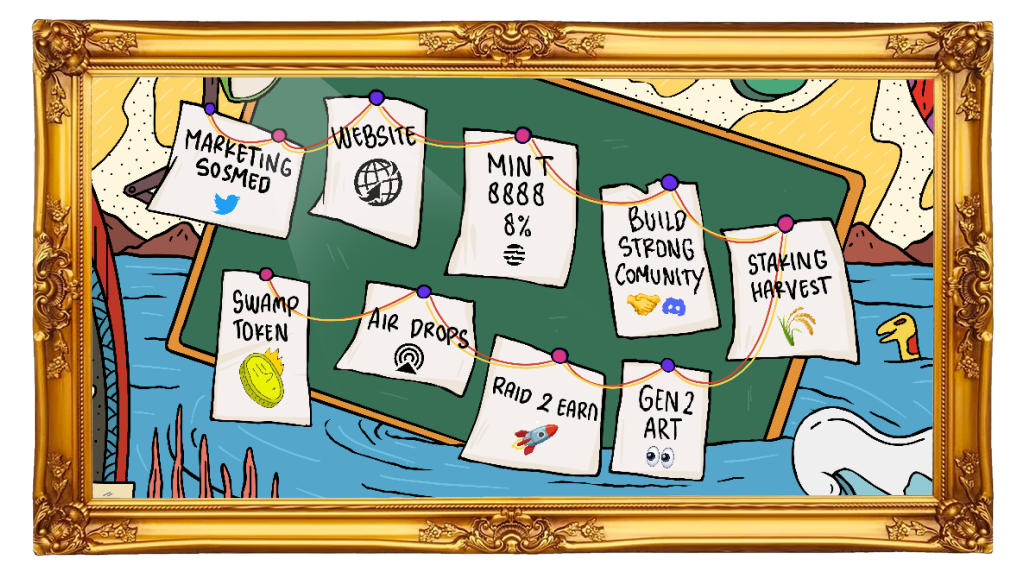 MARKETING
SOSMED
WEBSITE
MINT
8888
8%
BUILD
STRONG
COMUNITY
STAKING
HARVEST
SWAMP
TOKEN
AIR DROPS
RAID 2 EARN
GEN 2
ART